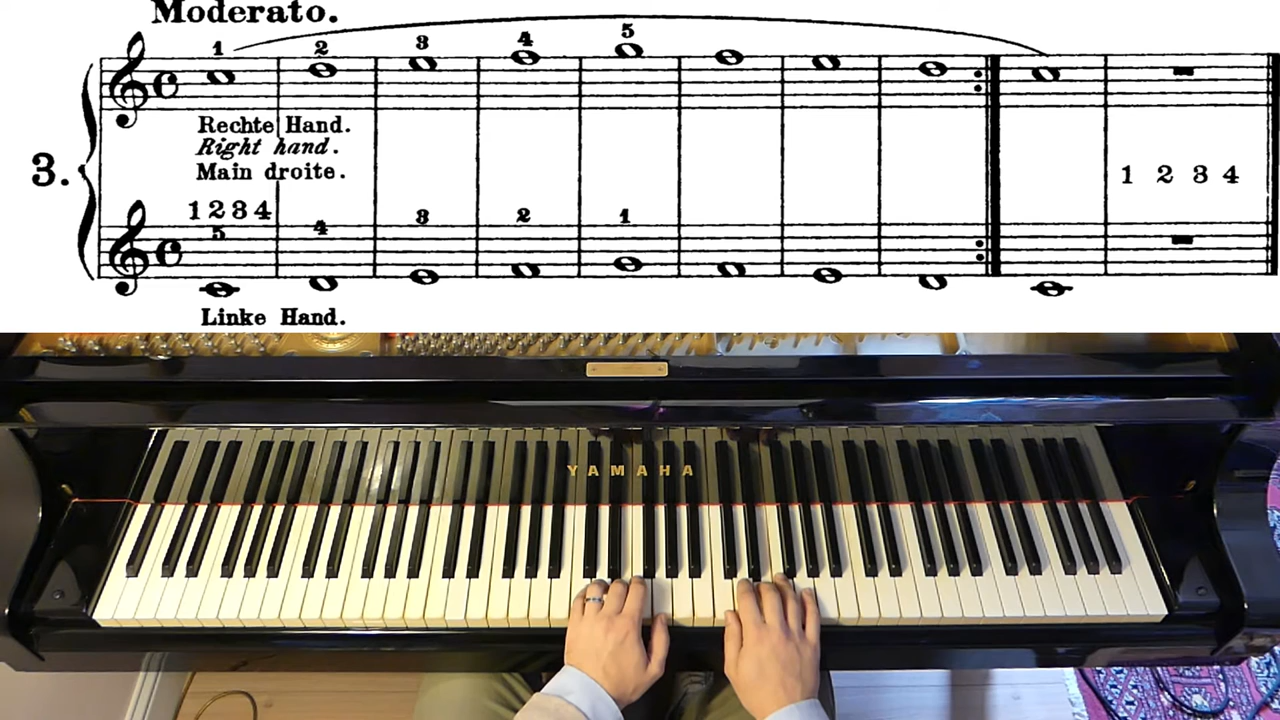 Moderato.
1 2 3 4 5
Rechte Hand.
Right hand.
3.
Main droite.
1 2 3 4
1 2 3 4
5 4 3 2 1
Linke Hand.
YAMAHA